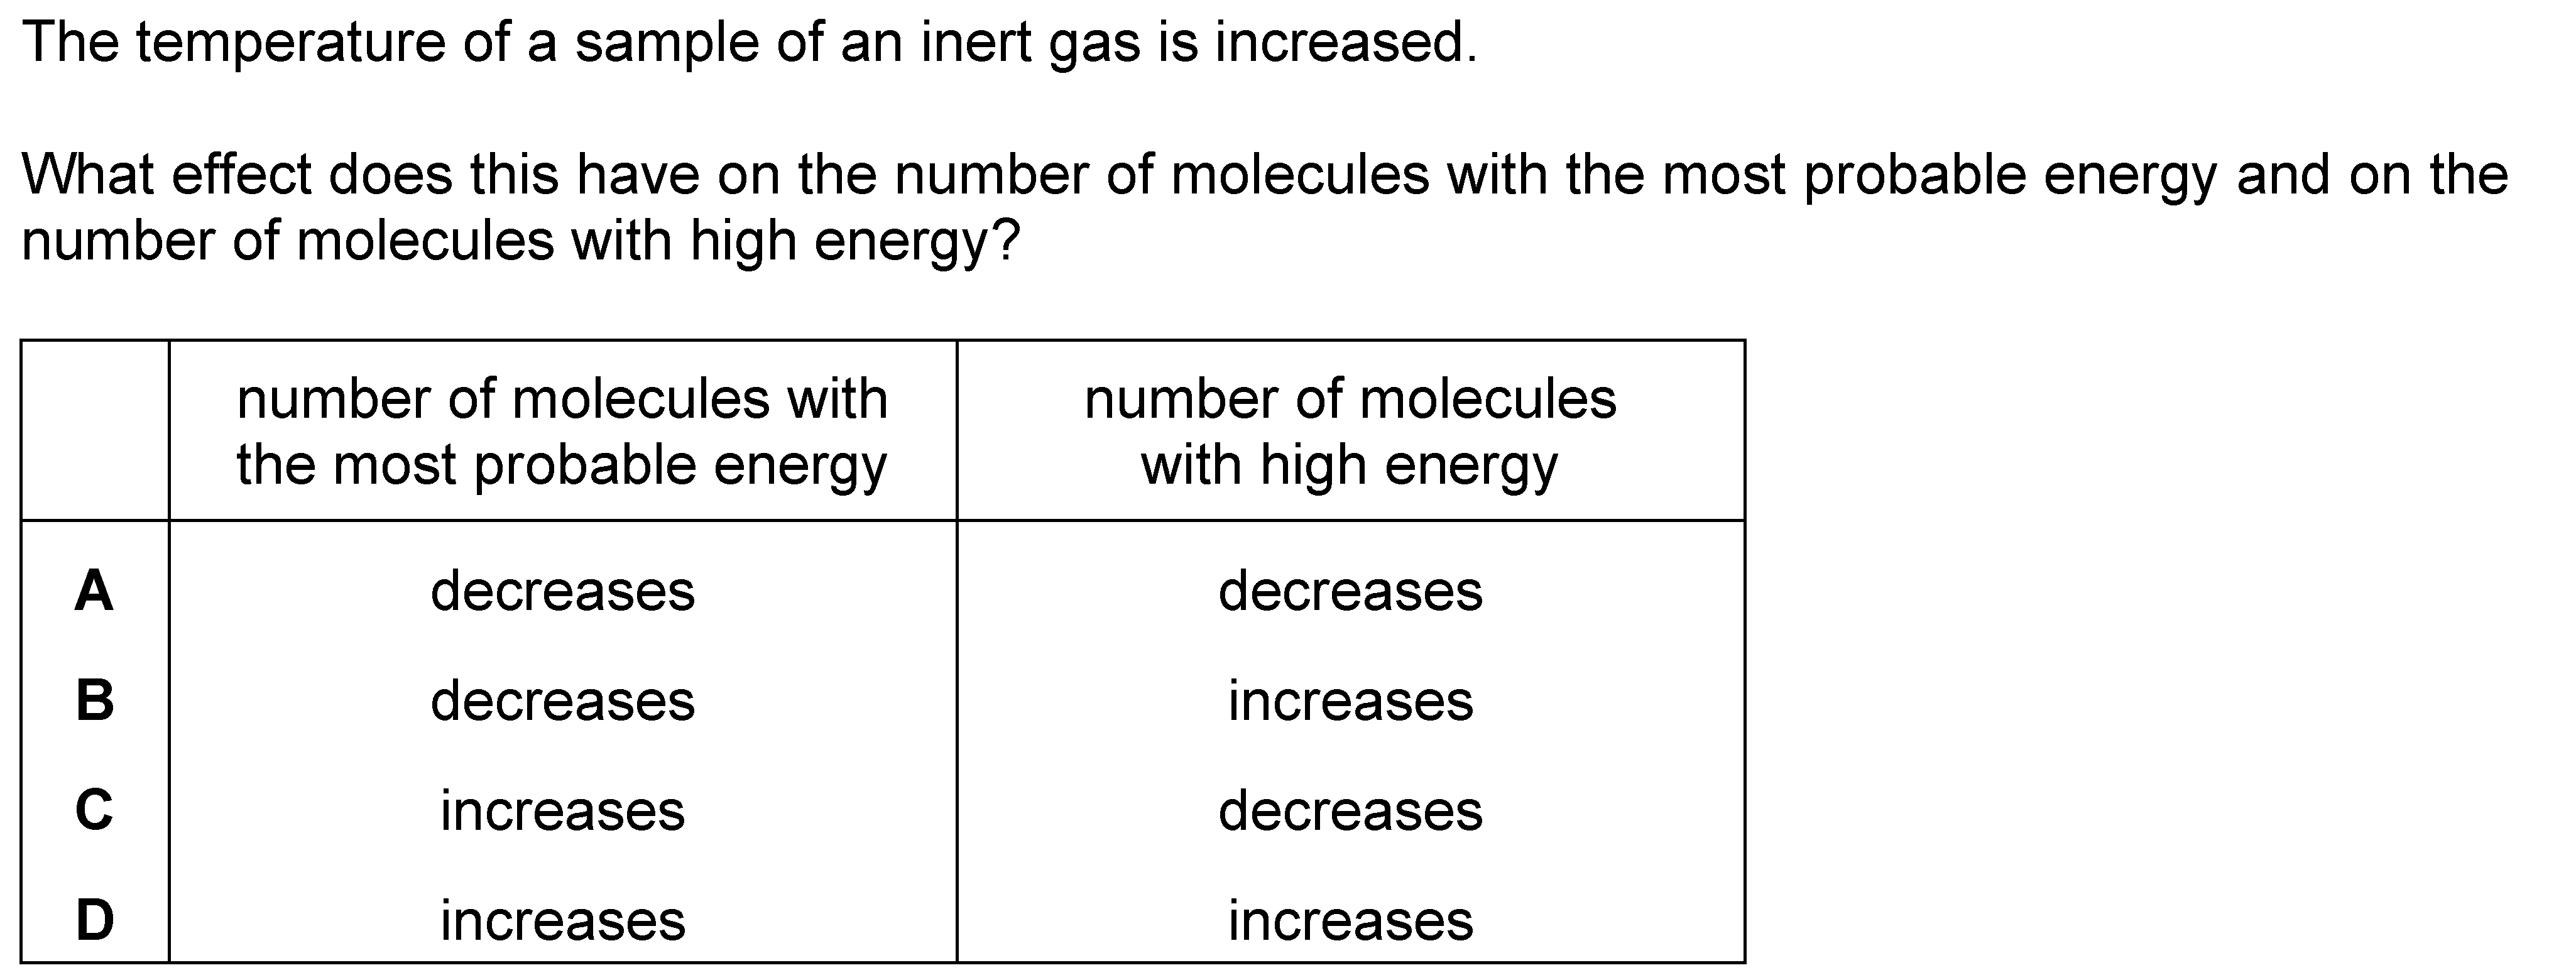 The temperature of a sample of an inert gas is increased.
What effect does this have on the number of molecules with the most probable energy and on the
number of molecules with high energy?
number of molecules with
the most probable energy
number of molecules
with high energy
A decreases decreases
B decreases increases
C increases decreases
D increases increases